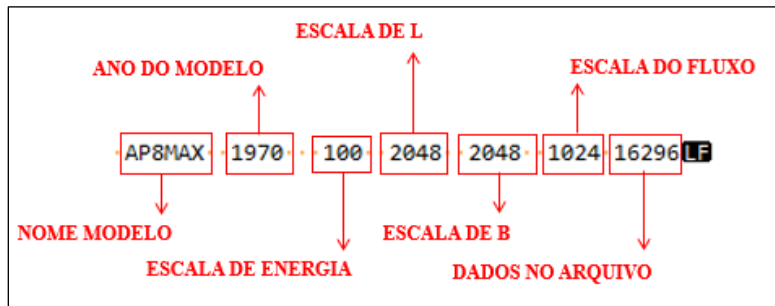 ESCALA DE L
ANO DO MODELO
ESCALA DO FLUXO
AP8MAX 1970 100 2048 2048 1024 16296 LF
NOME MODELO
ESCALA DE B
ESCALA DE ENERGIA
DADOS NO ARQUIVO